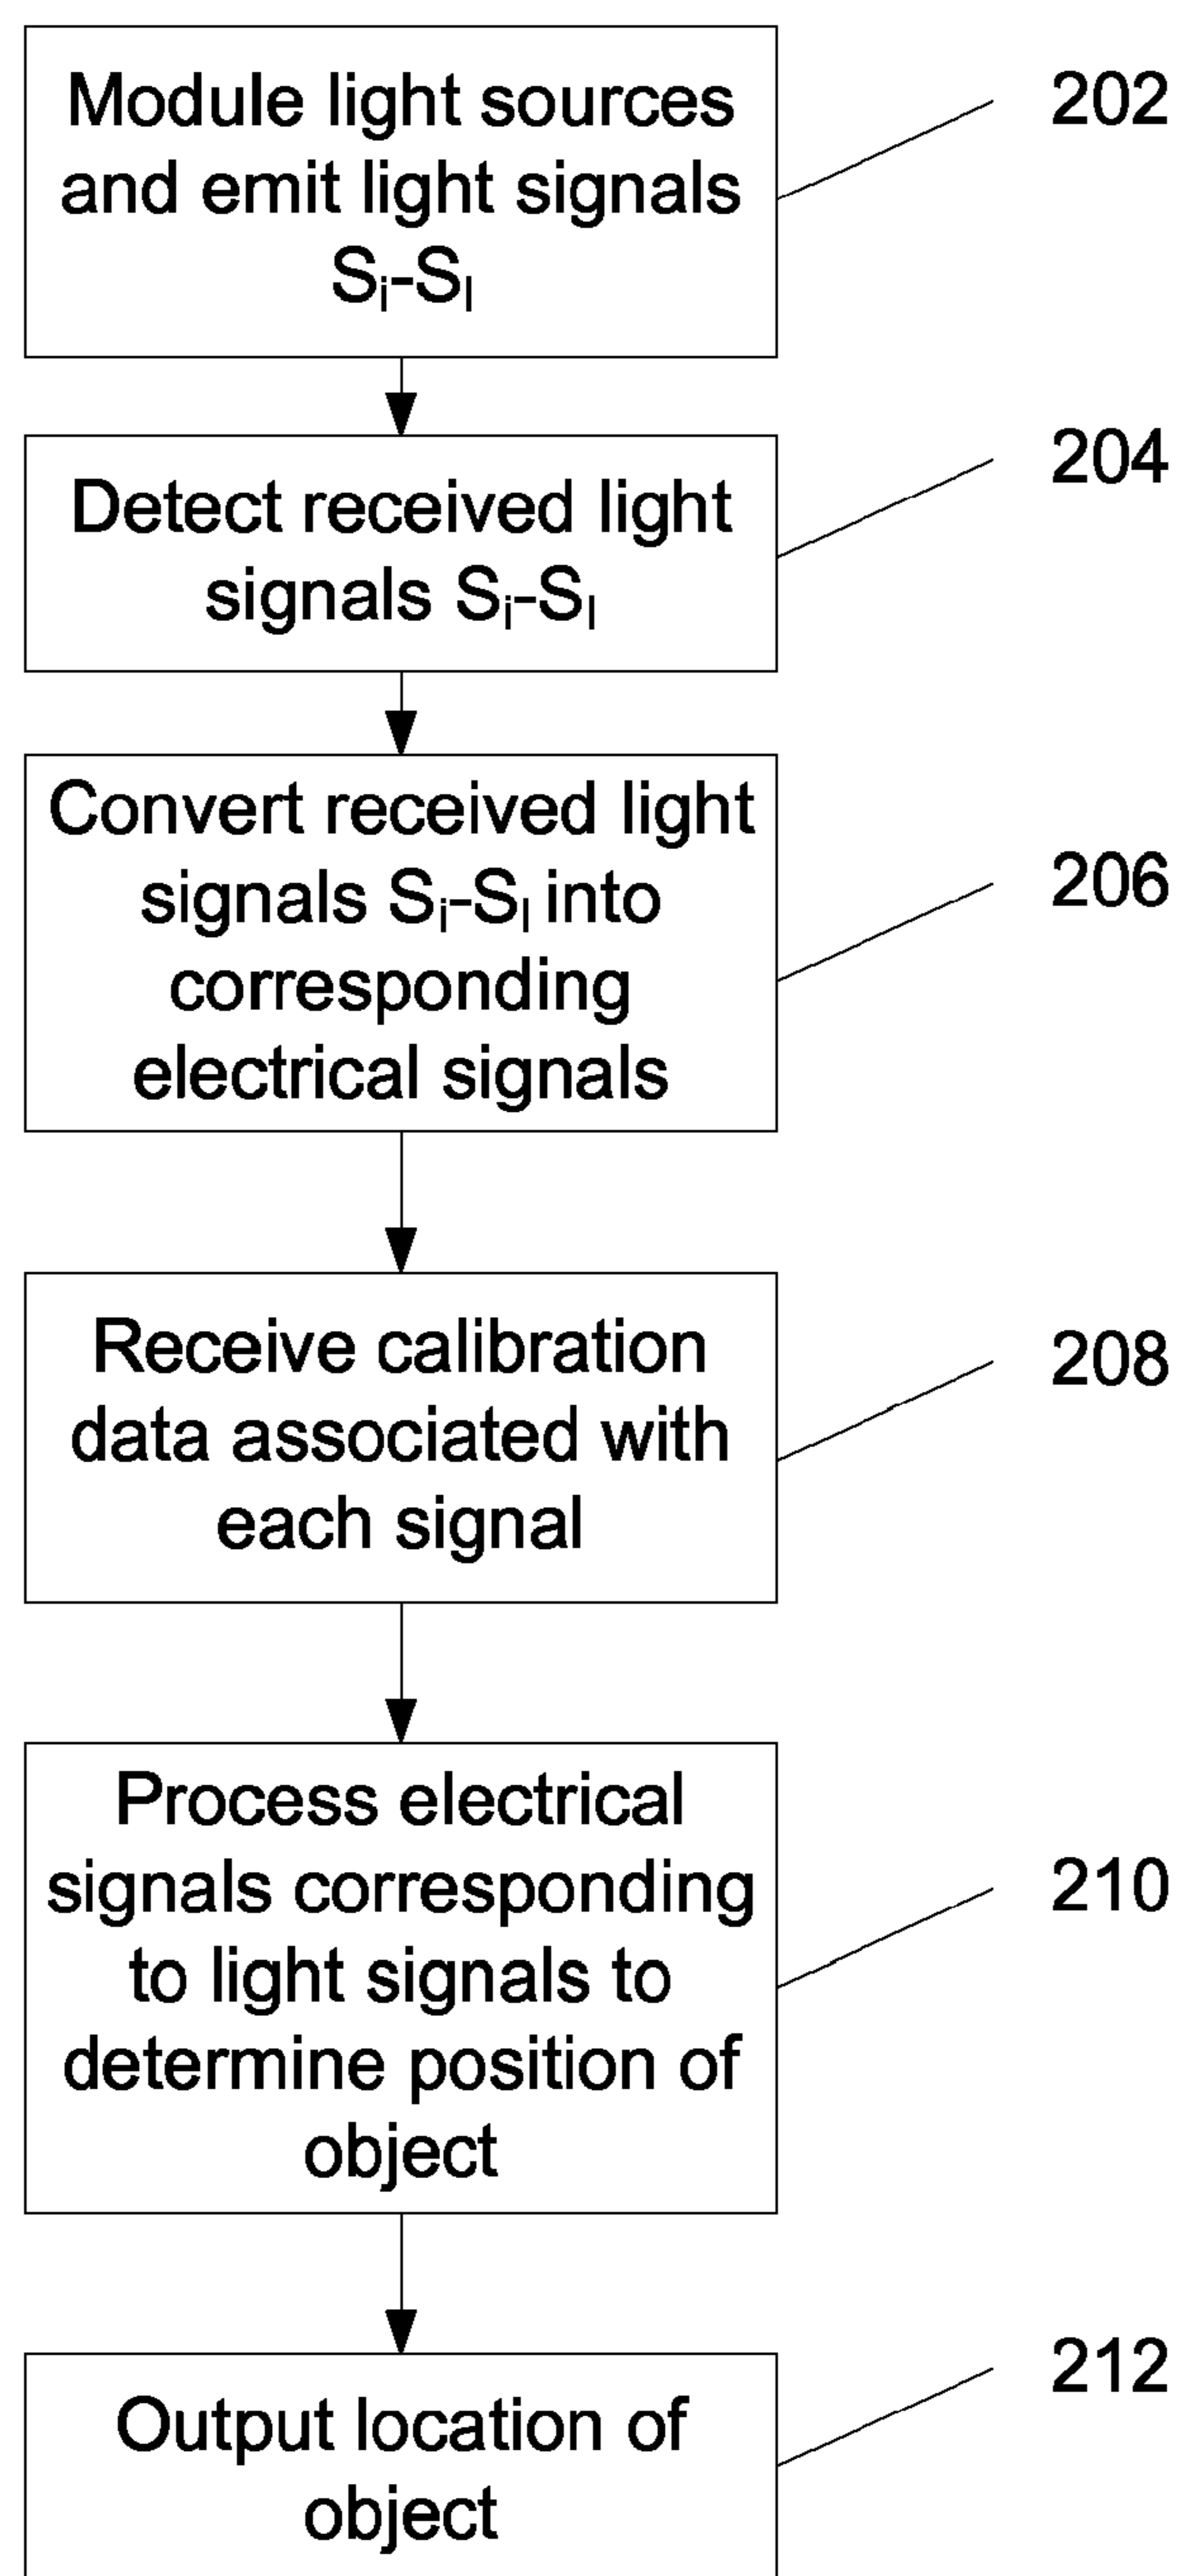 Module light sources
and emit light signals
Sᵢ-Sₗ
202
Detect received light
signals Sᵢ-Sₗ
204
Convert received light
signals Sᵢ-Sₗ into
corresponding
electrical signals
206
Receive calibration
data associated with
each signal
208
Process electrical
signals corresponding
to light signals to
determine position of
object
210
Output location of
object
212